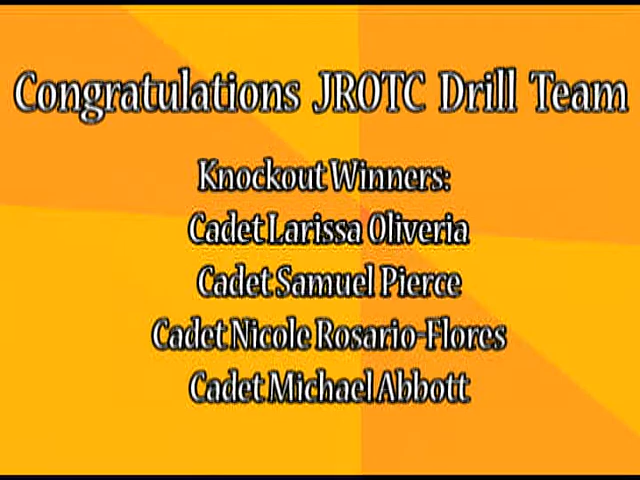 Congratulations JROTC Drill Team
Knockout Winners:
Cadet Larissa Oliveria
Cadet Samuel Pierce
Cadet Nicole Rosario-Flores
Cadet Michael Abbott